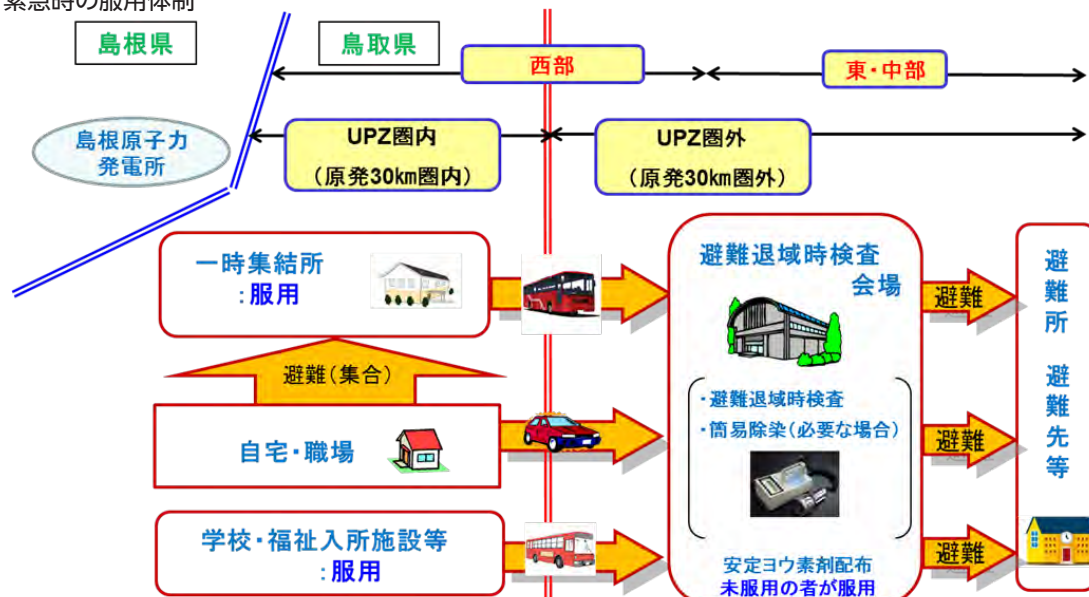 緊急時の服用体制
島根県
鳥取県
西部
東・中部
島根原子力
発電所
UPZ圏内
(原発30km圏内)
UPZ圏外
(原発30km圏外)
一時集結所
:服用
避難退域時検査
会場
避難
避難所
避難(集合)
・避難退域時検査
・簡易除染(必要な場合)
自宅・職場
避難
避難先等
学校・福祉入所施設等
:服用
避難
安定ヨウ素剤配布
未服用の者が服用